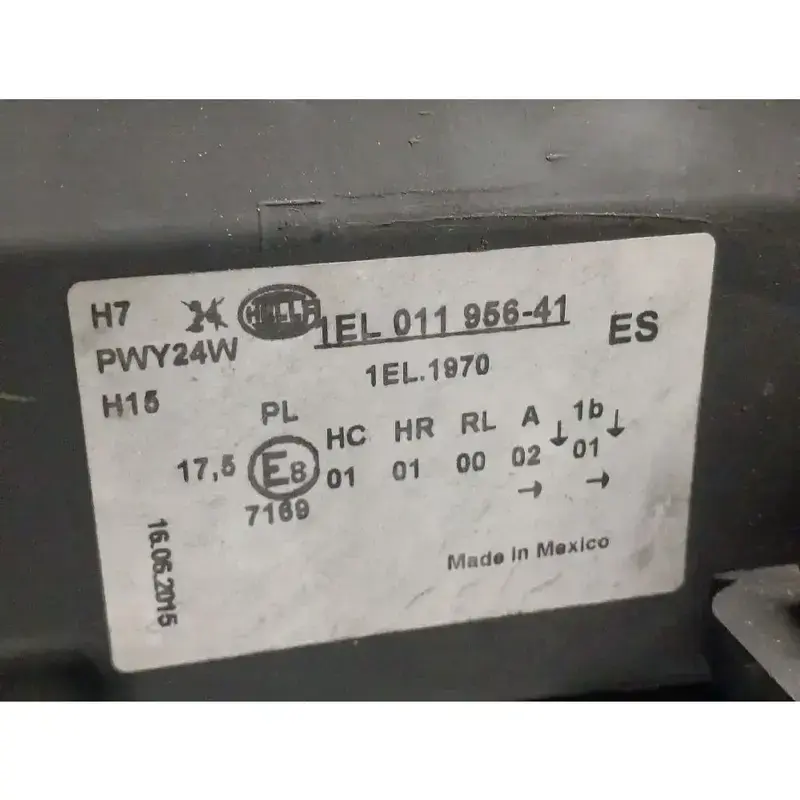 H7 24 HELLA 1EL 011 956-41 ES
PWY24W
1EL.1970
H15
PL HC HR RL A ↓ 1b ↓
17,5 E8 01 01 00 02 01
7169 → →
16.06.2015
Made in Mexico